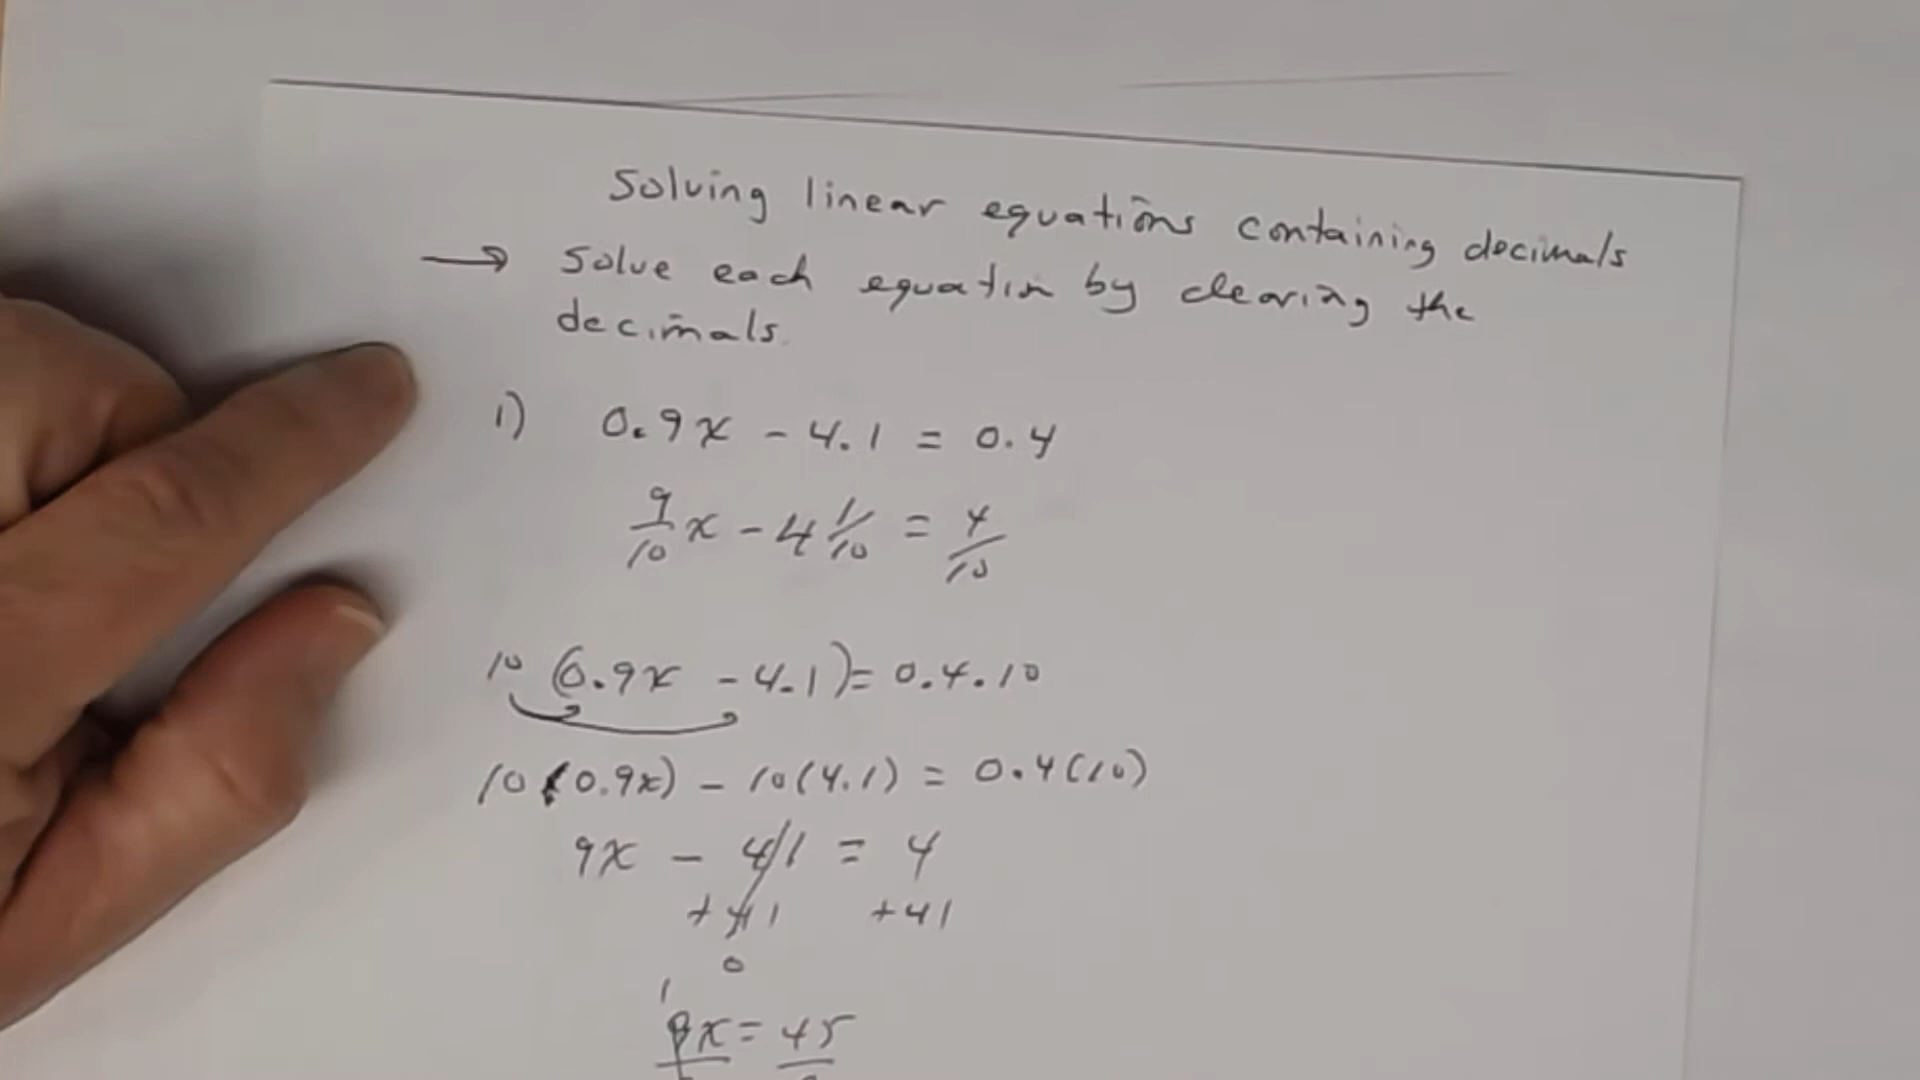 Solving linear equations containing decimals
→ Solve each equation by clearing the
decimals.
1) 0.9x - 4.1 = 0.4
9/10 x - 4 1/10 = 4/10
10 (0.9x - 4.1) = 0.4 . 10
10 (0.9x) - 10(4.1) = 0.4(10)
9x - 41 = 4
+41 +41
0
1
9x = 45